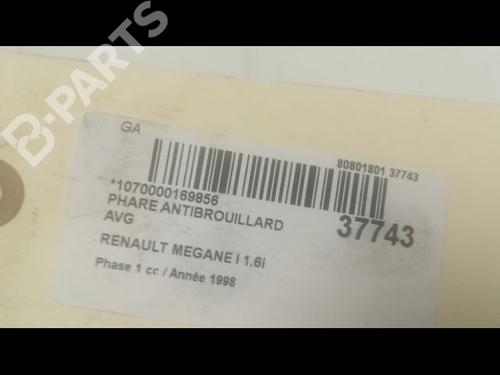 B-PARTS
GA
80801801 37743
*1070000169856
PHARE ANTIBROUILLARD
AVG
37743
RENAULT MEGANE I 1.6i
Phase 1 cc / Année 1998